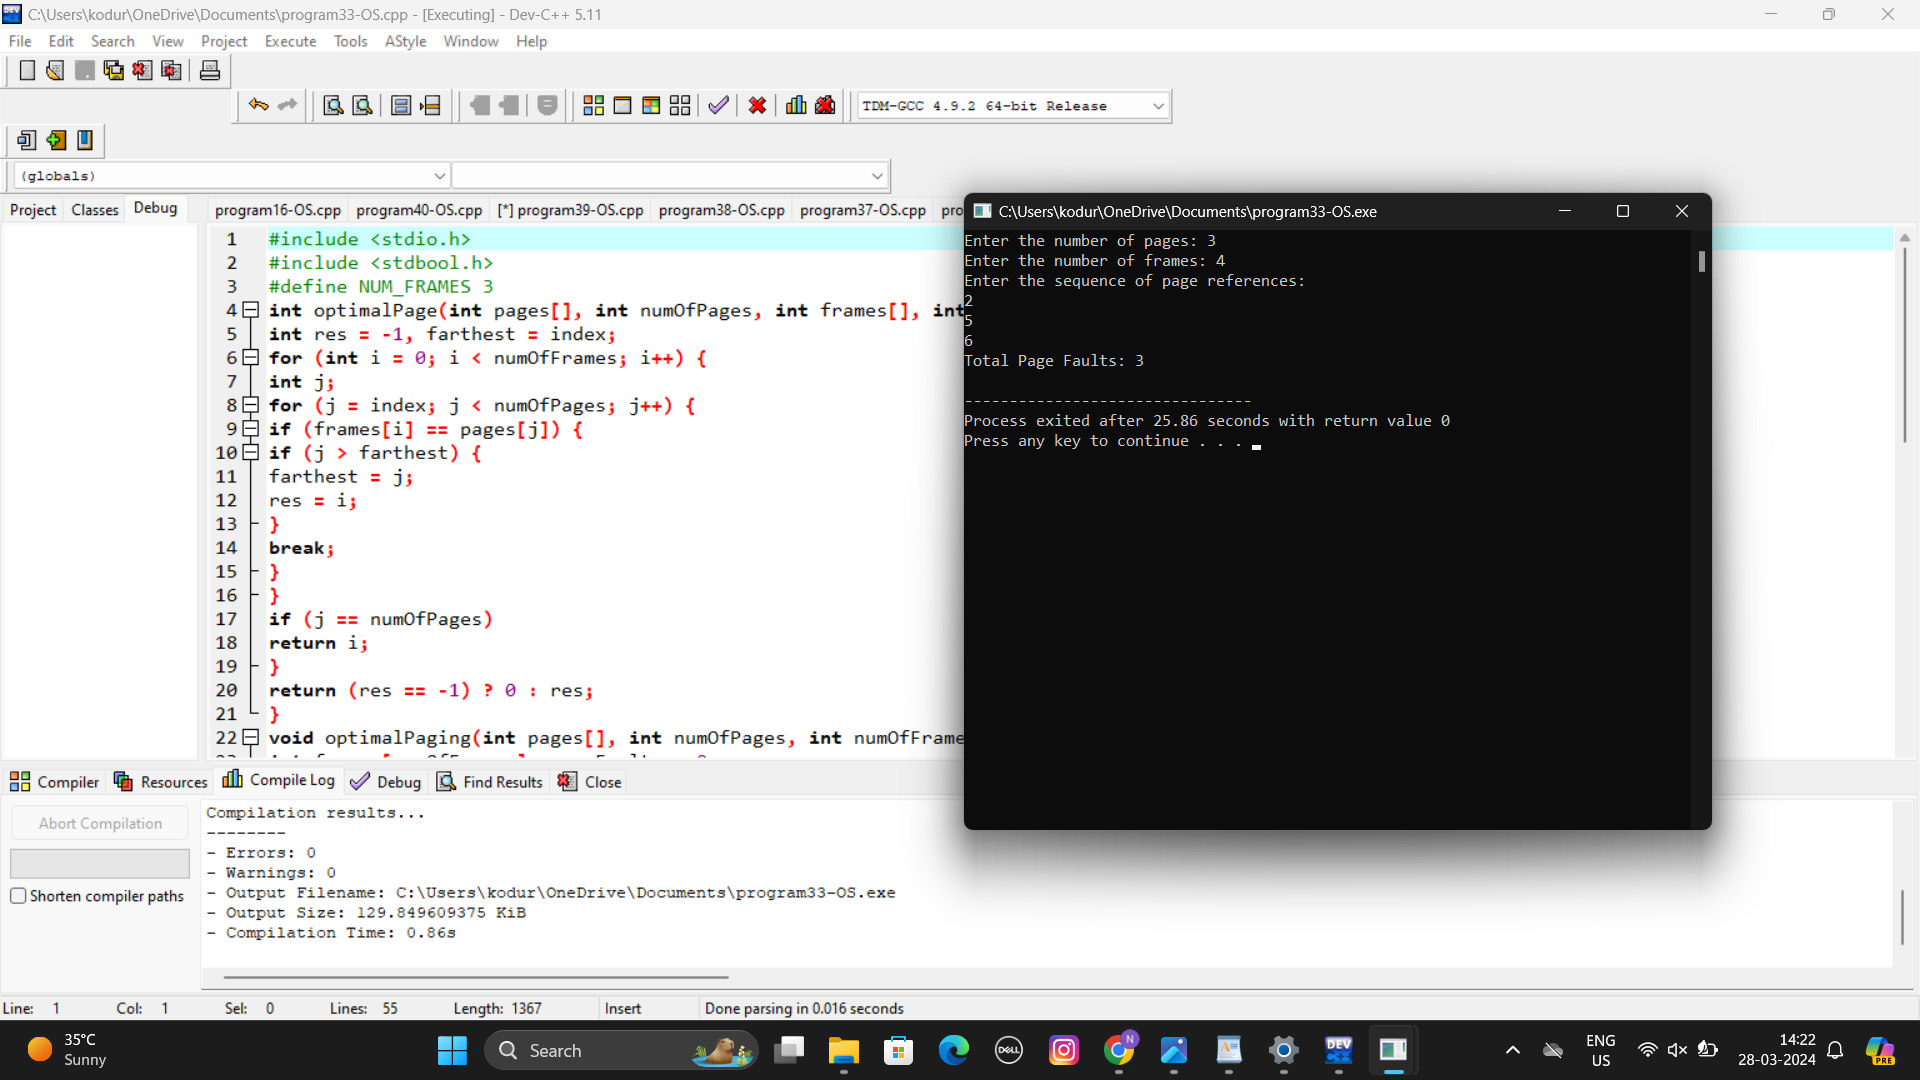 C:\Users\kodur\OneDrive\Documents\program33-OS.cpp - [Executing] - Dev-C++ 5.11
File Edit Search View Project Execute Tools AStyle Window Help
TDM-GCC 4.9.2 64-bit Release
(globals)
Project Classes Debug
program16-OS.cpp program40-OS.cpp [*] program39-OS.cpp program38-OS.cpp program37-OS.cpp pro
1 #include <stdio.h>
2 #include <stdbool.h>
3 #define NUM_FRAMES 3
4 int optimalPage(int pages[], int numOfPages, int frames[], int
5 int res = -1, farthest = index;
6 for (int i = 0; i < numOfFrames; i++) {
7 int j;
8 for (j = index; j < numOfPages; j++) {
9 if (frames[i] == pages[j]) {
10 if (j > farthest) {
11 farthest = j;
12 res = i;
13 }
14 break;
15 }
16 }
17 if (j == numOfPages)
18 return i;
19 }
20 return (res == -1) ? 0 : res;
21 }
22 void optimalPaging(int pages[], int numOfPages, int numOfFrame
C:\Users\kodur\OneDrive\Documents\program33-OS.exe
Enter the number of pages: 3
Enter the number of frames: 4
Enter the sequence of page references:
2
5
6
Total Page Faults: 3
--------------------------------
Process exited after 25.86 seconds with return value 0
Press any key to continue . . .
Compiler Resources Compile Log Debug Find Results Close
Abort Compilation
Shorten compiler paths
Compilation results...
--------
- Errors: 0
- Warnings: 0
- Output Filename: C:\Users\kodur\OneDrive\Documents\program33-OS.exe
- Output Size: 129.849609375 KiB
- Compilation Time: 0.86s
Line: 1 Col: 1 Sel: 0 Lines: 55 Length: 1367 Insert Done parsing in 0.016 seconds
35°C
Sunny
Search
DELL
N
DEV
ENG
US
14:22
28-03-2024
PRE